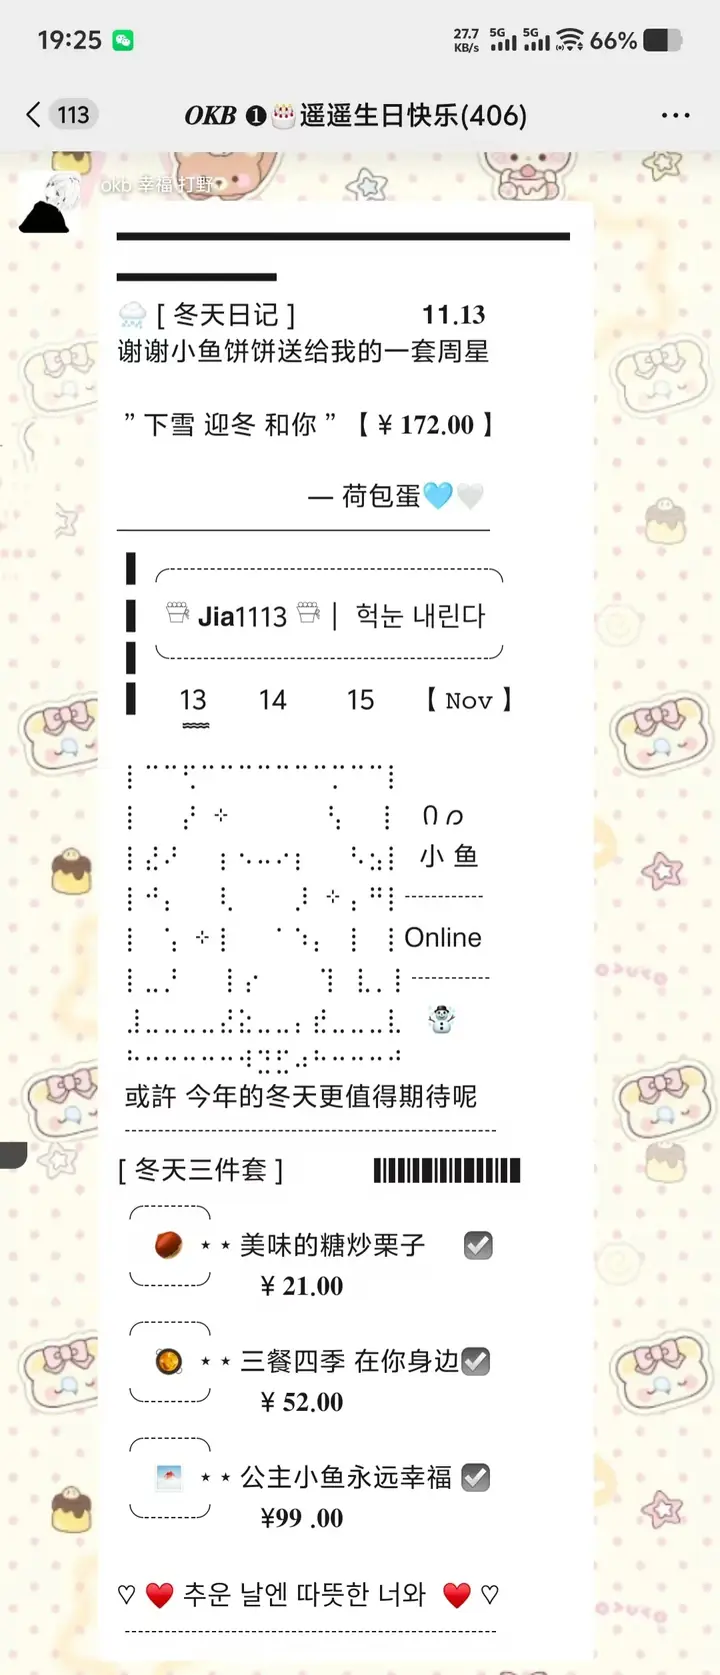 19:25 27.7 KB/s 5G 5G 66%
113 OKB ❶🎂遥遥生日快乐(406)
okb 幸福 打野
🌨 [ 冬天日记 ] 11.13
谢谢小鱼饼饼送给我的一套周星
” 下雪 迎冬 和你 ” 【 ¥ 172.00 】
— 荷包蛋🩵🤍
Jia1113 | 헉눈 내린다
13 14 15 【 Nov 】
小 鱼
Online
☃️
或許 今年的冬天更值得期待呢
[ 冬天三件套 ]
🌰 ⋆ ⋆ 美味的糖炒栗子 ☑
¥ 21.00
🥘 ⋆ ⋆ 三餐四季 在你身边 ☑
¥ 52.00
⋆ ⋆ 公主小鱼永远幸福 ☑
¥99 .00
♡ ♥️ 추운 날엔 따뜻한 너와 ♥️ ♡